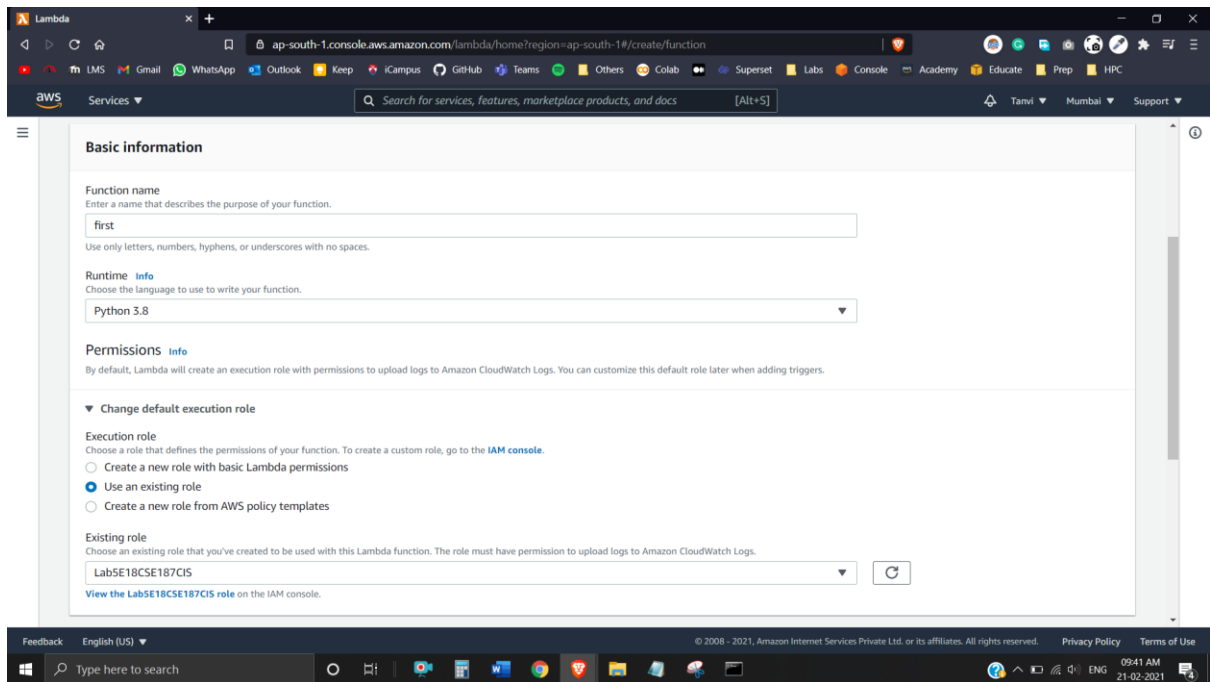 Lambda
ap-south-1.console.aws.amazon.com/lambda/home?region=ap-south-1#/create/function
LMS Gmail WhatsApp Outlook Keep iCampus GitHub Teams Others Colab Superset Labs Console Academy Educate Prep HPC
aws Services ▼ Search for services, features, marketplace products, and docs [Alt+S] Tanvi ▼ Mumbai ▼ Support ▼
Basic information
Function name
Enter a name that describes the purpose of your function.
first
Use only letters, numbers, hyphens, or underscores with no spaces.
Runtime Info
Choose the language to use to write your function.
Python 3.8
Permissions Info
By default, Lambda will create an execution role with permissions to upload logs to Amazon CloudWatch Logs. You can customize this default role later when adding triggers.
▼ Change default execution role
Execution role
Choose a role that defines the permissions of your function. To create a custom role, go to the IAM console.
Create a new role with basic Lambda permissions
Use an existing role
Create a new role from AWS policy templates
Existing role
Choose an existing role that you've created to be used with this Lambda function. The role must have permission to upload logs to Amazon CloudWatch Logs.
Lab5E18CSE187CIS
View the Lab5E18CSE187CIS role on the IAM console.
Feedback English (US) ▼ © 2008 - 2021, Amazon Internet Services Private Ltd. or its affiliates. All rights reserved. Privacy Policy Terms of Use
Type here to search ENG 09:41 AM
21-02-2021
4